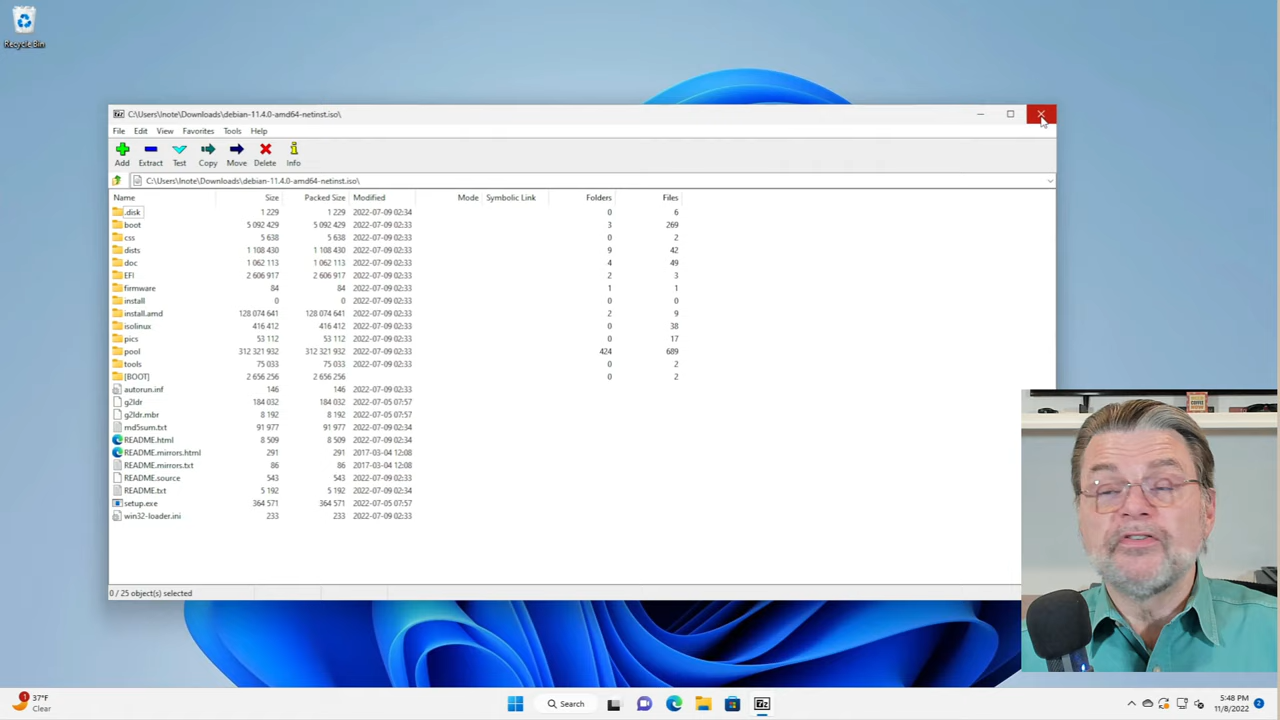 Recycle Bin
C:\Users\Inote\Downloads\debian-11.4.0-amd64-netinst.iso\
File Edit View Favorites Tools Help
Add Extract Test Copy Move Delete Info
C:\Users\Inote\Downloads\debian-11.4.0-amd64-netinst.iso\
Name Size Packed Size Modified Mode Symbolic Link Folders Files
.disk 1 229 1 229 2022-07-09 02:34 0 6
boot 5 092 429 5 092 429 2022-07-09 02:33 3 269
css 5 638 5 638 2022-07-09 02:33 0 2
dists 1 108 430 1 108 430 2022-07-09 02:33 9 42
doc 1 062 113 1 062 113 2022-07-09 02:33 4 49
EFI 2 606 917 2 606 917 2022-07-09 02:33 2 3
firmware 84 84 2022-07-09 02:33 1 1
install 0 0 2022-07-09 02:33 0 0
install.amd 128 074 641 128 074 641 2022-07-09 02:33 2 9
isolinux 416 412 416 412 2022-07-09 02:33 0 38
pics 53 112 53 112 2022-07-09 02:33 0 17
pool 312 321 932 312 321 932 2022-07-09 02:33 424 689
tools 75 033 75 033 2022-07-09 02:33 0 2
[BOOT] 2 656 256 2 656 256 0 2
autorun.inf 146 146 2022-07-09 02:33
g2ldr 184 032 184 032 2022-07-05 07:57
g2ldr.mbr 8 192 8 192 2022-07-05 07:57
md5sum.txt 91 977 91 977 2022-07-09 02:34
README.html 8 509 8 509 2022-07-09 02:34
README.mirrors.html 291 291 2017-03-04 12:08
README.mirrors.txt 86 86 2017-03-04 12:08
README.source 543 543 2022-07-09 02:33
README.txt 5 192 5 192 2022-07-09 02:34
setup.exe 364 571 364 571 2022-07-05 07:57
win32-loader.ini 233 233 2022-07-09 02:33
0 / 25 object(s) selected
COFFEE
1
37°F
Clear
Search
7z
5:48 PM
11/8/2022
2